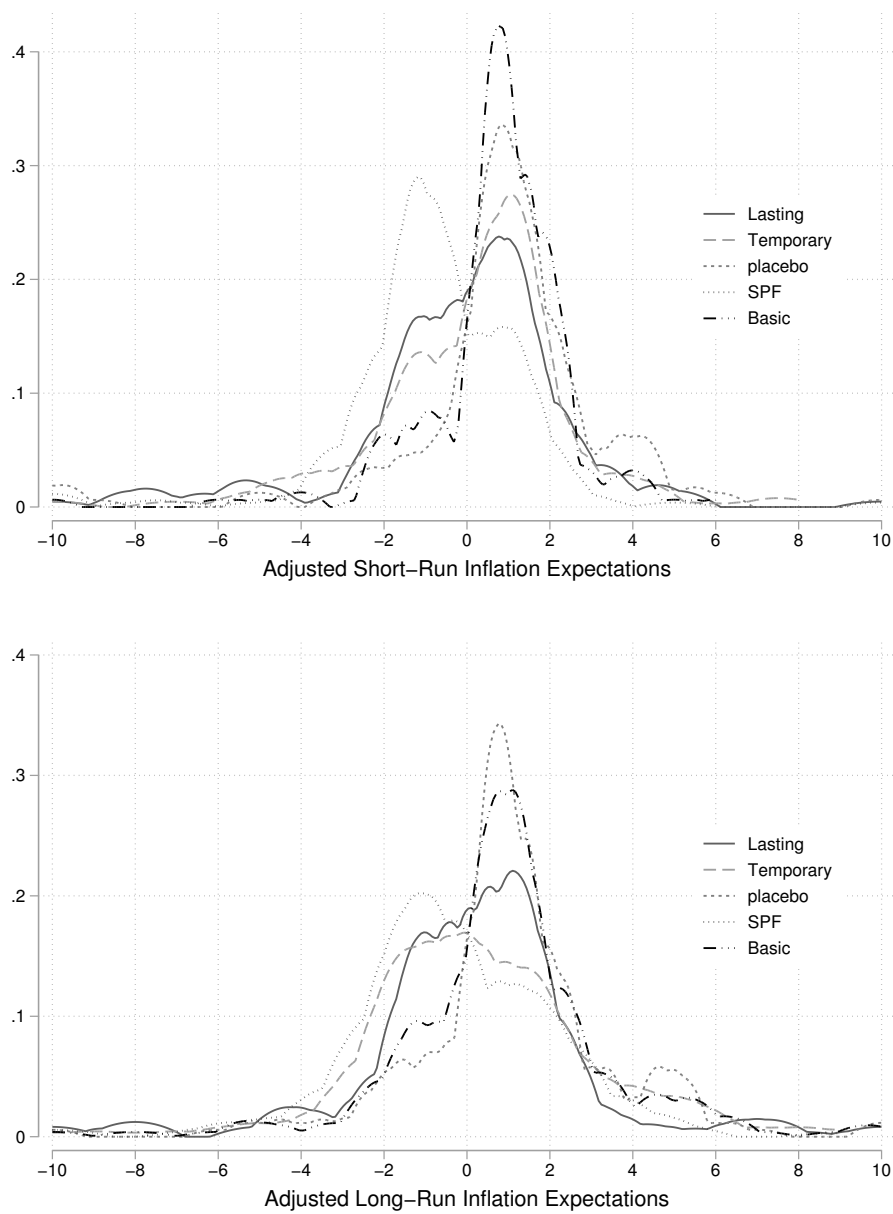 .4
.3
.2
.1
0
Lasting
Temporary
placebo
SPF
Basic
−10 −8 −6 −4 −2 0 2 4 6 8 10
Adjusted Short−Run Inflation Expectations
.4
.3
.2
.1
0
Lasting
Temporary
placebo
SPF
Basic
−10 −8 −6 −4 −2 0 2 4 6 8 10
Adjusted Long−Run Inflation Expectations